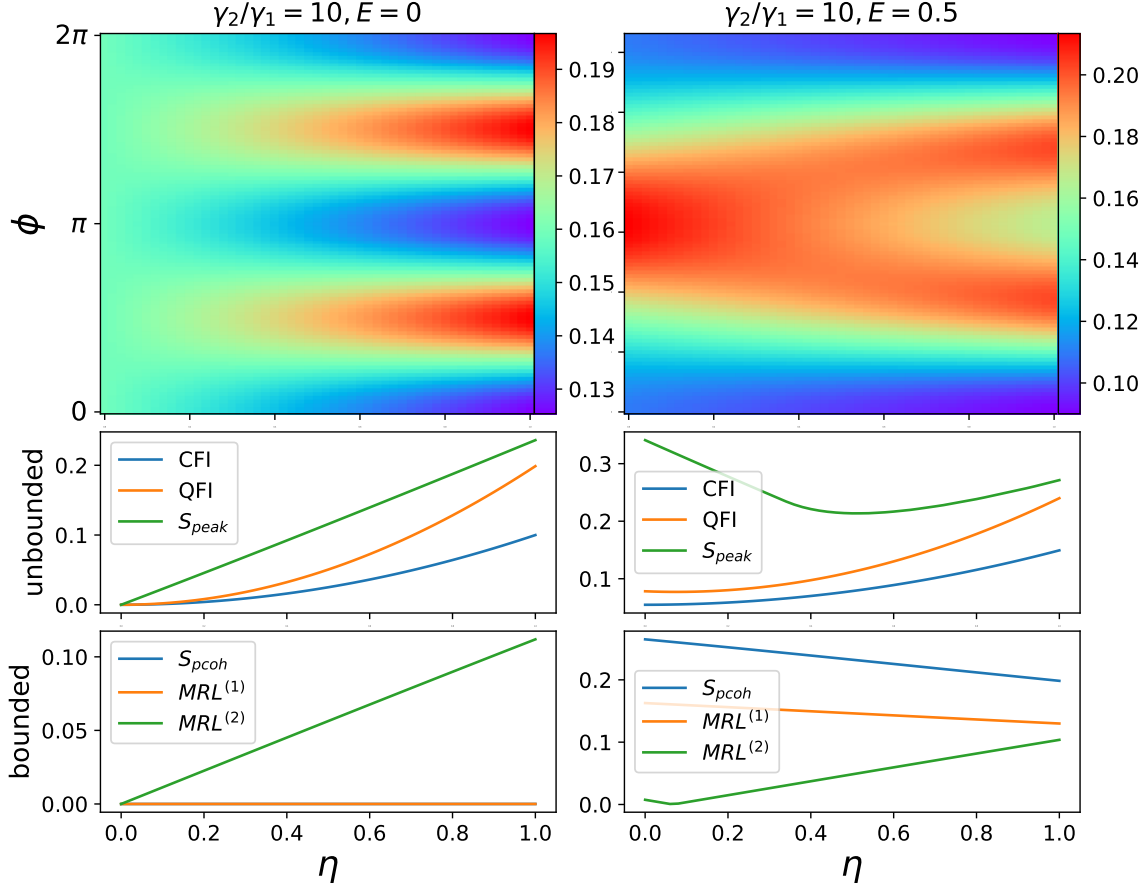 γ₂/γ₁ = 10, E = 0
2π
π
0
ϕ
0.19
0.18
0.17
0.16
0.15
0.14
0.13
γ₂/γ₁ = 10, E = 0.5
0.20
0.18
0.16
0.14
0.12
0.10
unbounded
0.2
0.1
0.0
CFI
QFI
S_peak
0.3
0.2
0.1
CFI
QFI
S_peak
bounded
0.10
0.05
0.00
S_pcoh
MRL⁽¹⁾
MRL⁽²⁾
0.0 0.2 0.4 0.6 0.8 1.0
η
0.2
0.1
0.0
S_pcoh
MRL⁽¹⁾
MRL⁽²⁾
0.0 0.2 0.4 0.6 0.8 1.0
η